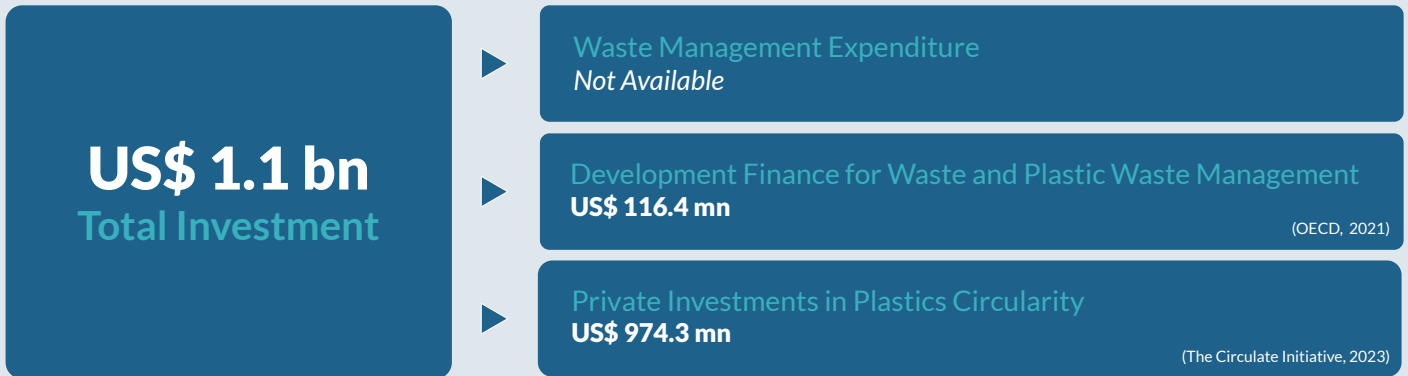 US$ 1.1 bn
Total Investment
Waste Management Expenditure
Not Available
Development Finance for Waste and Plastic Waste Management
US$ 116.4 mn
(OECD, 2021)
Private Investments in Plastics Circularity
US$ 974.3 mn
(The Circulate Initiative, 2023)